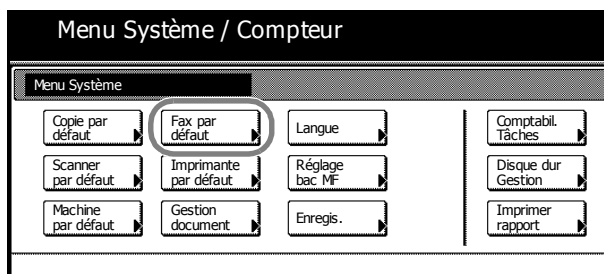 Menu Système / Compteur
Menu Système
Copie par
défaut
Fax par
défaut
Langue
Comptabil.
Tâches
Scanner
par défaut
Imprimante
par défaut
Réglage
bac MF
Disque dur
Gestion
Machine
par défaut
Gestion
document
Enregis.
Imprimer
rapport